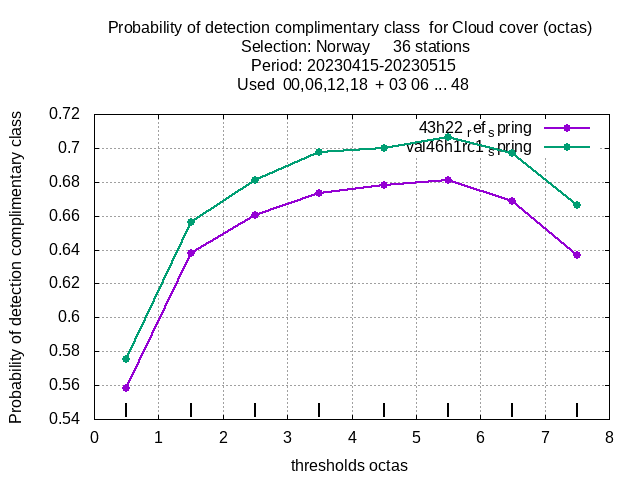 Probability of detection complimentary class  for Cloud cover (octas)
Selection: Norway     36 stations
Period: 20230415-20230515
Used  00,06,12,18  + 03 06 ... 48
Probability of detection complimentary class
0.72
0.7
0.68
0.66
0.64
0.62
0.6
0.58
0.56
0.54
43h22 ref spring
val46h1rc1 spring
0 1 2 3 4 5 6 7 8
thresholds octas